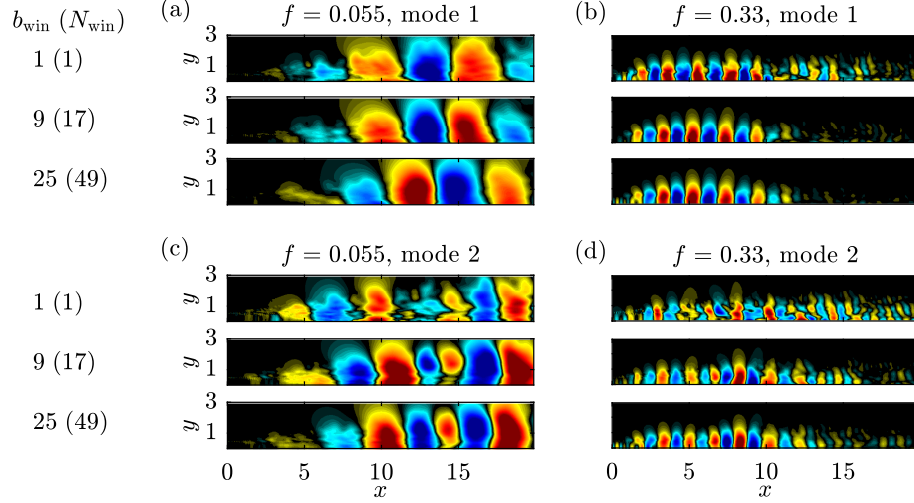 b_win (N_win)
(a) f = 0.055, mode 1
(b) f = 0.33, mode 1
1 (1)
3
y 1
9 (17)
3
y 1
25 (49)
3
y 1
(c) f = 0.055, mode 2
(d) f = 0.33, mode 2
1 (1)
3
y 1
9 (17)
3
y 1
25 (49)
3
y 1
0 5 10 15
0 5 10 15
x
x